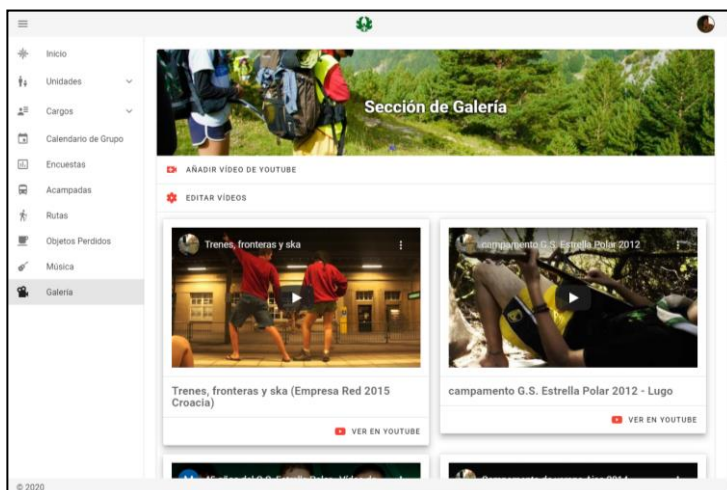 Inicio
Unidades
Cargos
Calendario de Grupo
Encuestas
Acampadas
Rutas
Objetos Perdidos
Música
Galería
Sección de Galería
AÑADIR VÍDEO DE YOUTUBE
EDITAR VÍDEOS
Trenes, fronteras y ska
Trenes, fronteras y ska (Empresa Red 2015
Croacia)
VER EN YOUTUBE
campamento G.S. Estrella Polar 2012
campamento G.S. Estrella Polar 2012 - Lugo
VER EN YOUTUBE
© 2020